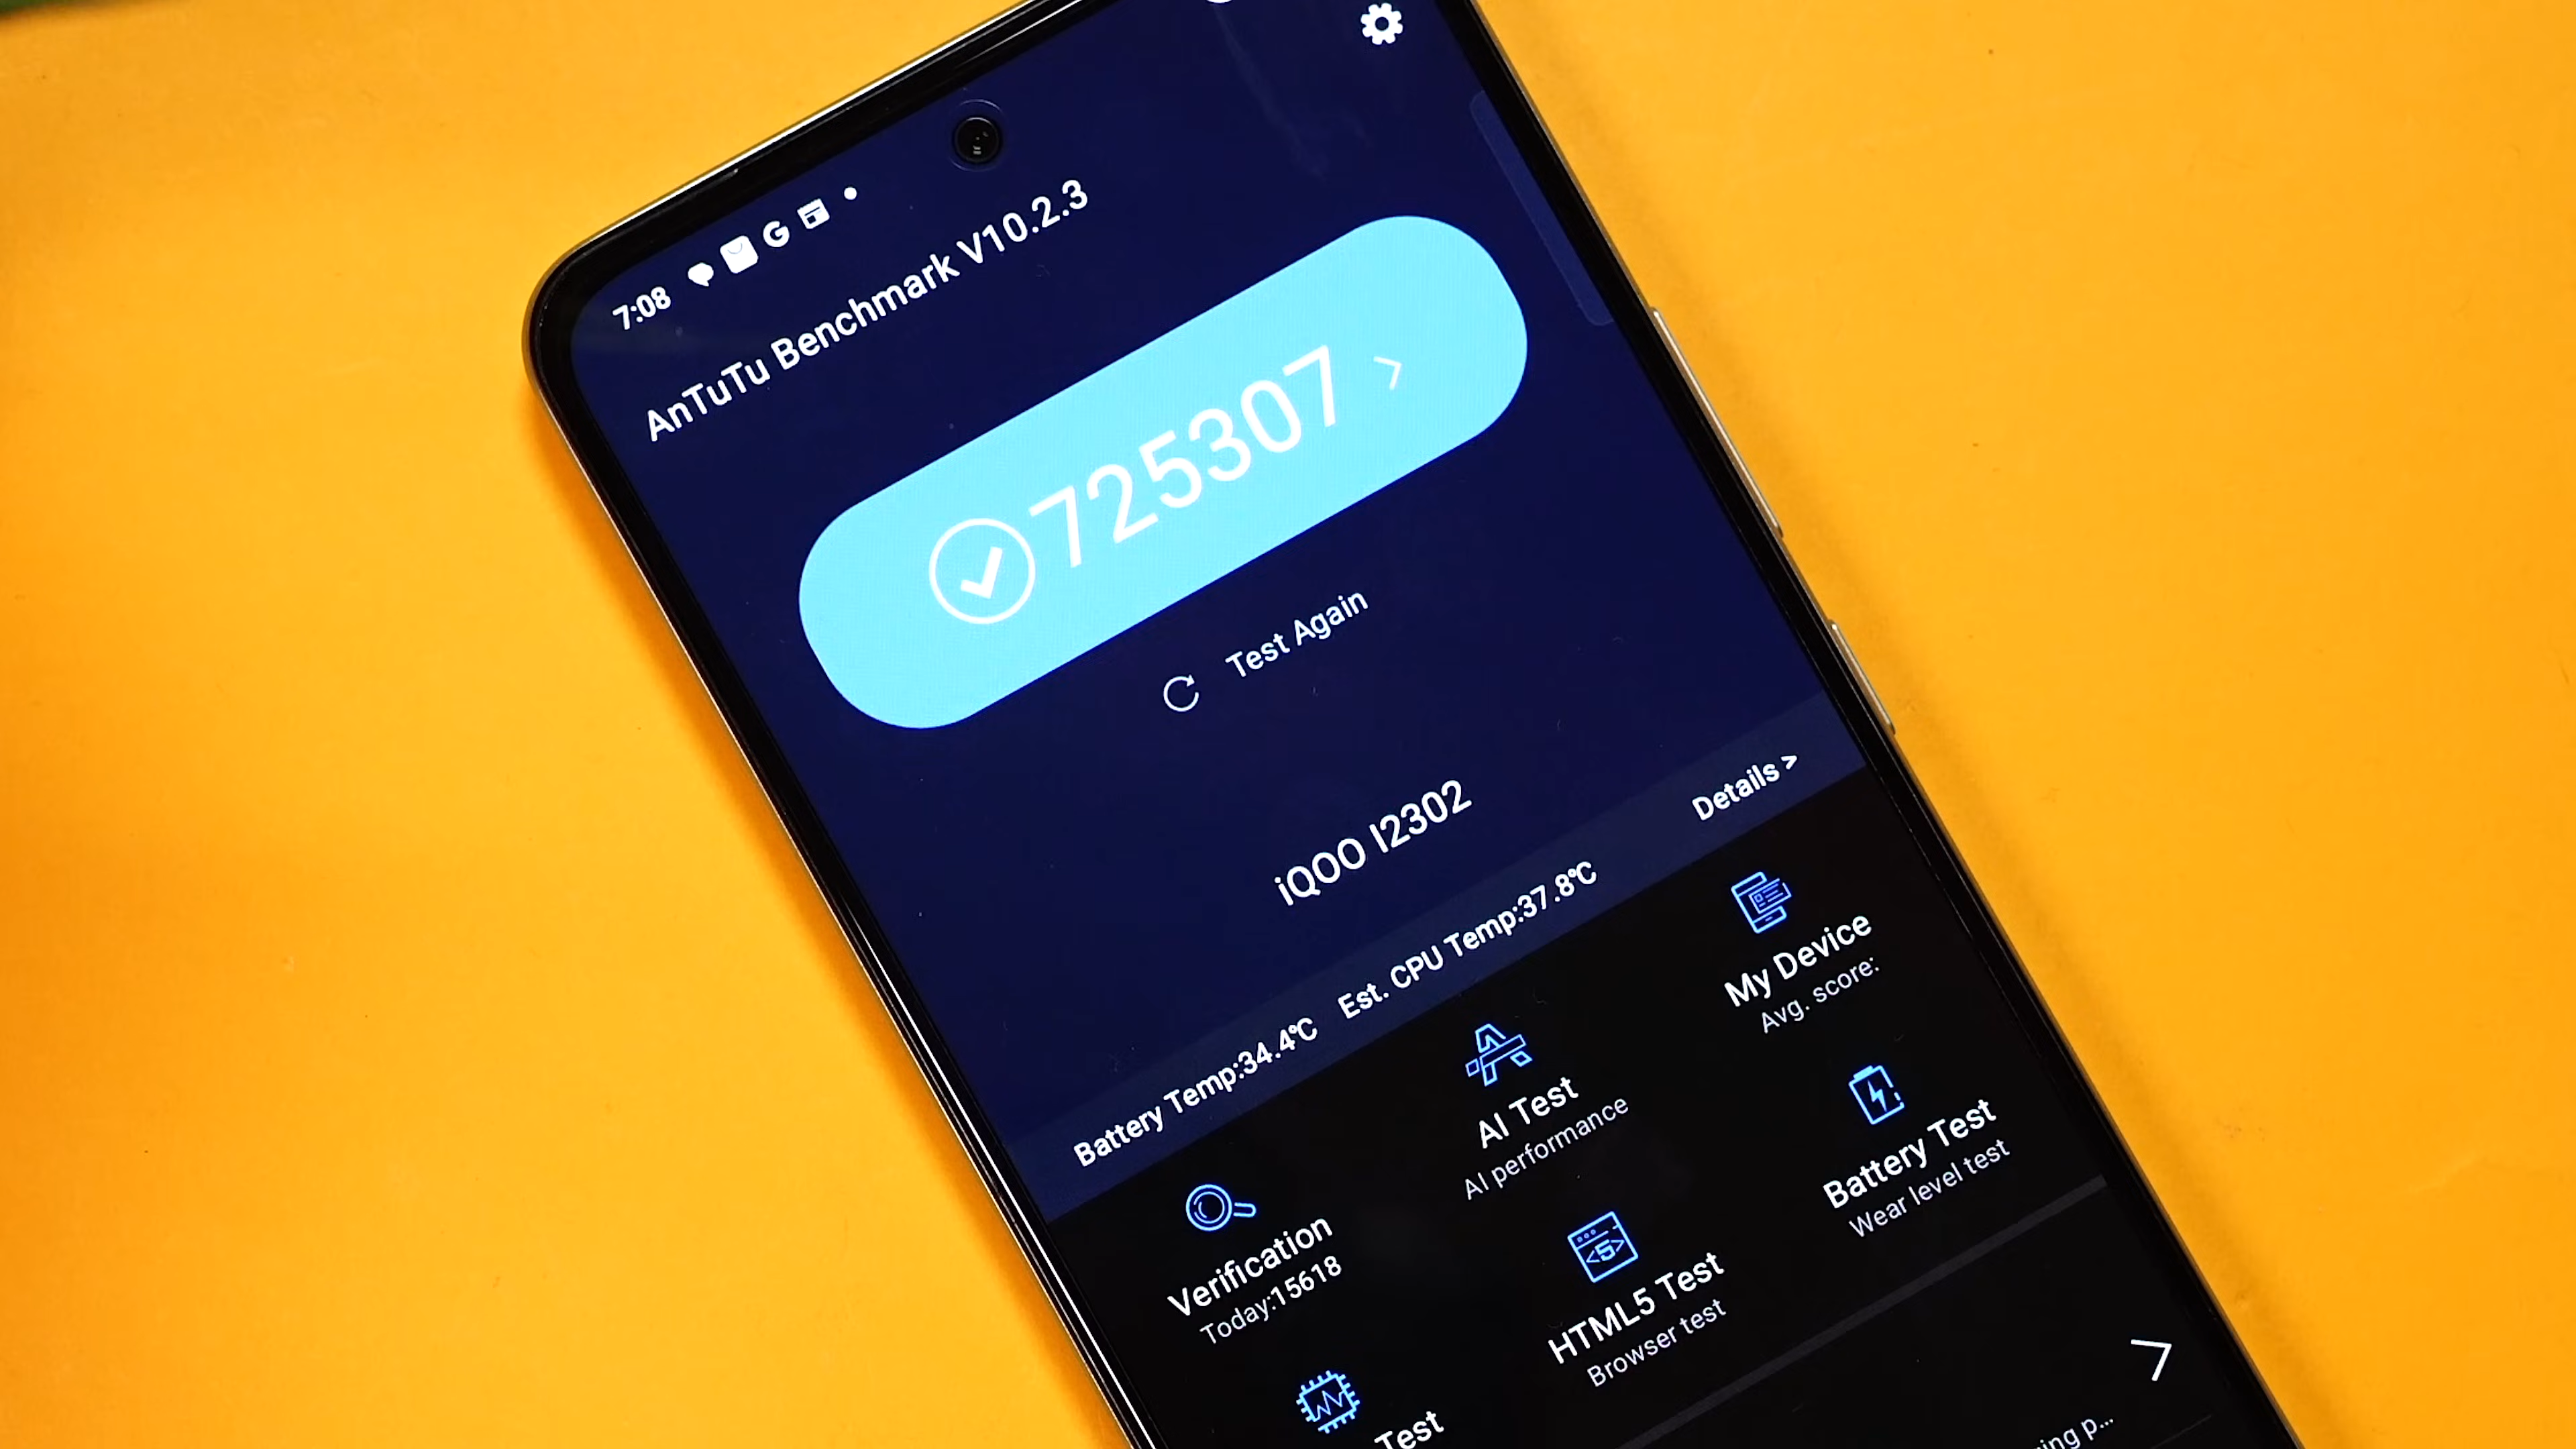 7:08
AnTuTu Benchmark V10.2.3
725307 >
Test Again
iQOO I2302
Battery Temp:34.4℃ Est. CPU Temp:37.8℃ Details >
Verification
Today:15618
AI Test
AI performance
My Device
Avg. score:
Test
HTML5 Test
Browser test
Battery Test
Wear level test